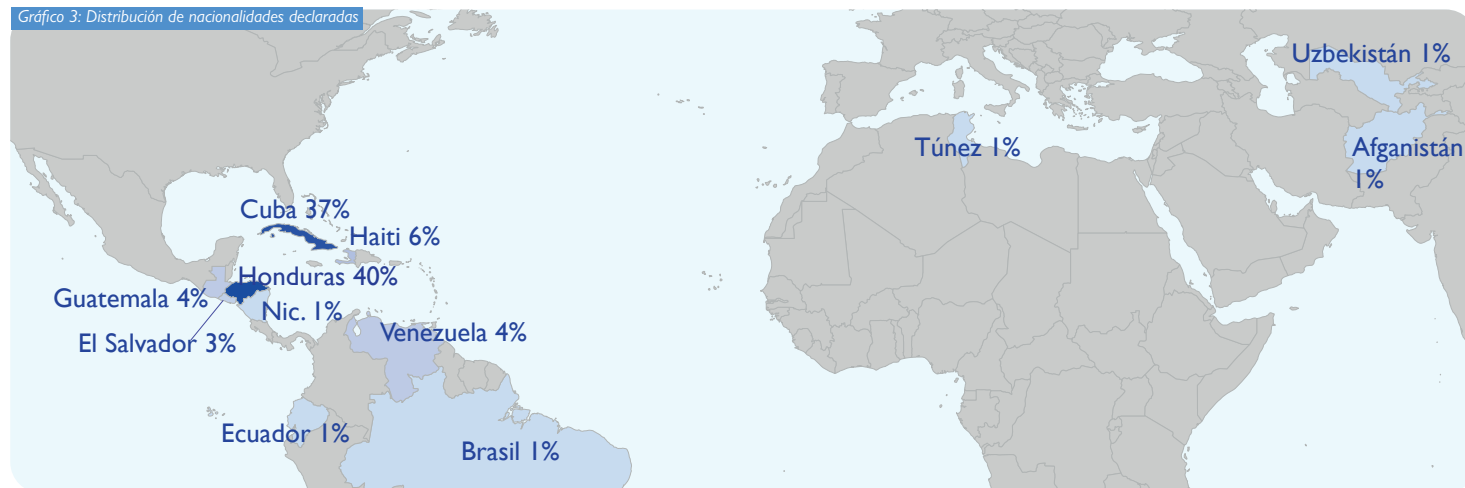 Gráfico 3: Distribución de nacionalidades declaradas
Uzbekistán 1%
Túnez 1%
Afganistán
1%
Cuba 37%
Haiti 6%
Honduras 40%
Guatemala 4%
Nic. 1%
El Salvador 3%
Venezuela 4%
Ecuador 1%
Brasil 1%